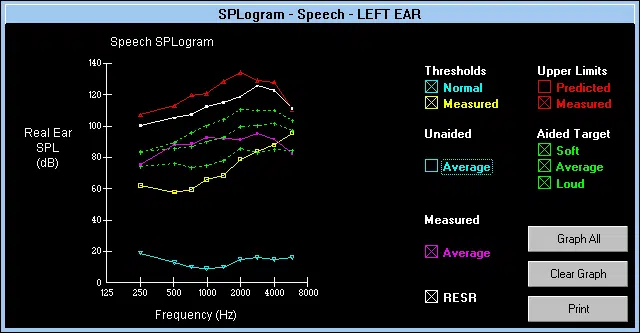 SPLogram - Speech - LEFT EAR
Speech SPLogram
140
120
100
80
60
40
20
0
Real Ear
SPL
(dB)
125 250 500 1000 2000 4000 8000
Frequency (Hz)
Thresholds
Normal
Measured
Upper Limits
Predicted
Measured
Unaided
Average
Aided Target
Soft
Average
Loud
Measured
Average
RESR
Graph All
Clear Graph
Print